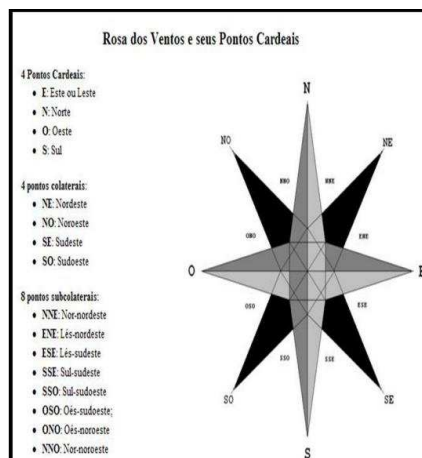 Rosa dos Ventos e seus Pontos Cardeais
4 Pontos Cardeais:
• E: Este ou Leste
• N: Norte
• O: Oeste
• S: Sul
4 pontos colaterais:
• NE: Nordeste
• NO: Noroeste
• SE: Sudeste
• SO: Sudoeste
8 pontos subcolaterais:
• NNE: Nor-nordeste
• ENE: Lés-nordeste
• ESE: Lés-sudeste
• SSE: Sul-sudeste
• SSO: Sul-sudoeste
• OSO: Oés-sudoeste;
• ONO: Oés-noroeste
• NNO: Nor-noroeste
N
NO
NE
NNO
NNE
ONO
ENE
O
E
OSO
ESE
SSO
SSE
SO
SE
S